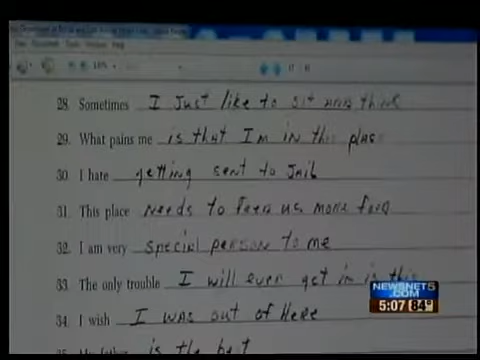 28. Sometimes I Just like to sit and think
29. What pains me is that I'm in this place
30. I hate getting sent to Jail
31. This place needs to feed us more food
32. I am very special person to me
33. The only trouble I will ever get in is this
34. I wish I was out of Here
35. My father is the best
NEWSNET5
.COM
5:07 84°